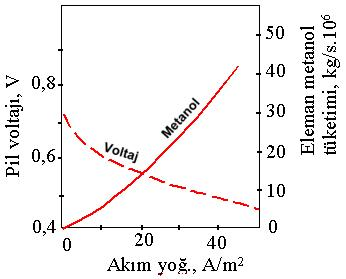 Pil voltajı, V
0,8
0,6
0,4
Voltaj
Metanol
50
40
30
20
10
0
Eleman metanol
tüketimi, kg/s.10⁶
0
20
40
Akım yoğ., A/m²